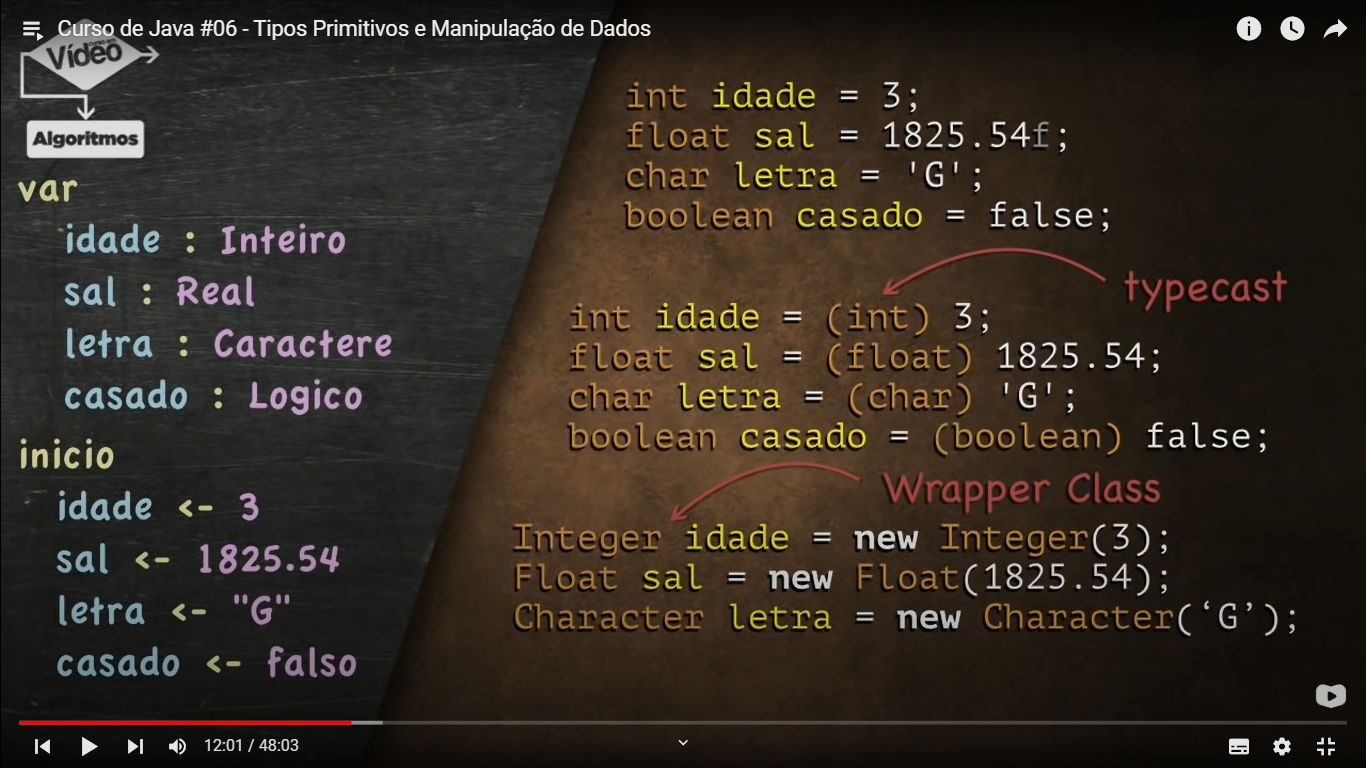 Curso de Java #06 - Tipos Primitivos e Manipulação de Dados
Vídeo
Algoritmos
var
idade : Inteiro
sal : Real
letra : Caractere
casado : Logico
inicio
idade <- 3
sal <- 1825.54
letra <- "G"
casado <- falso
int idade = 3;
float sal = 1825.54f;
char letra = 'G';
boolean casado = false;
typecast
int idade = (int) 3;
float sal = (float) 1825.54;
char letra = (char) 'G';
boolean casado = (boolean) false;
Wrapper Class
Integer idade = new Integer(3);
Float sal = new Float(1825.54);
Character letra = new Character(‘G’);
12:01 / 48:03